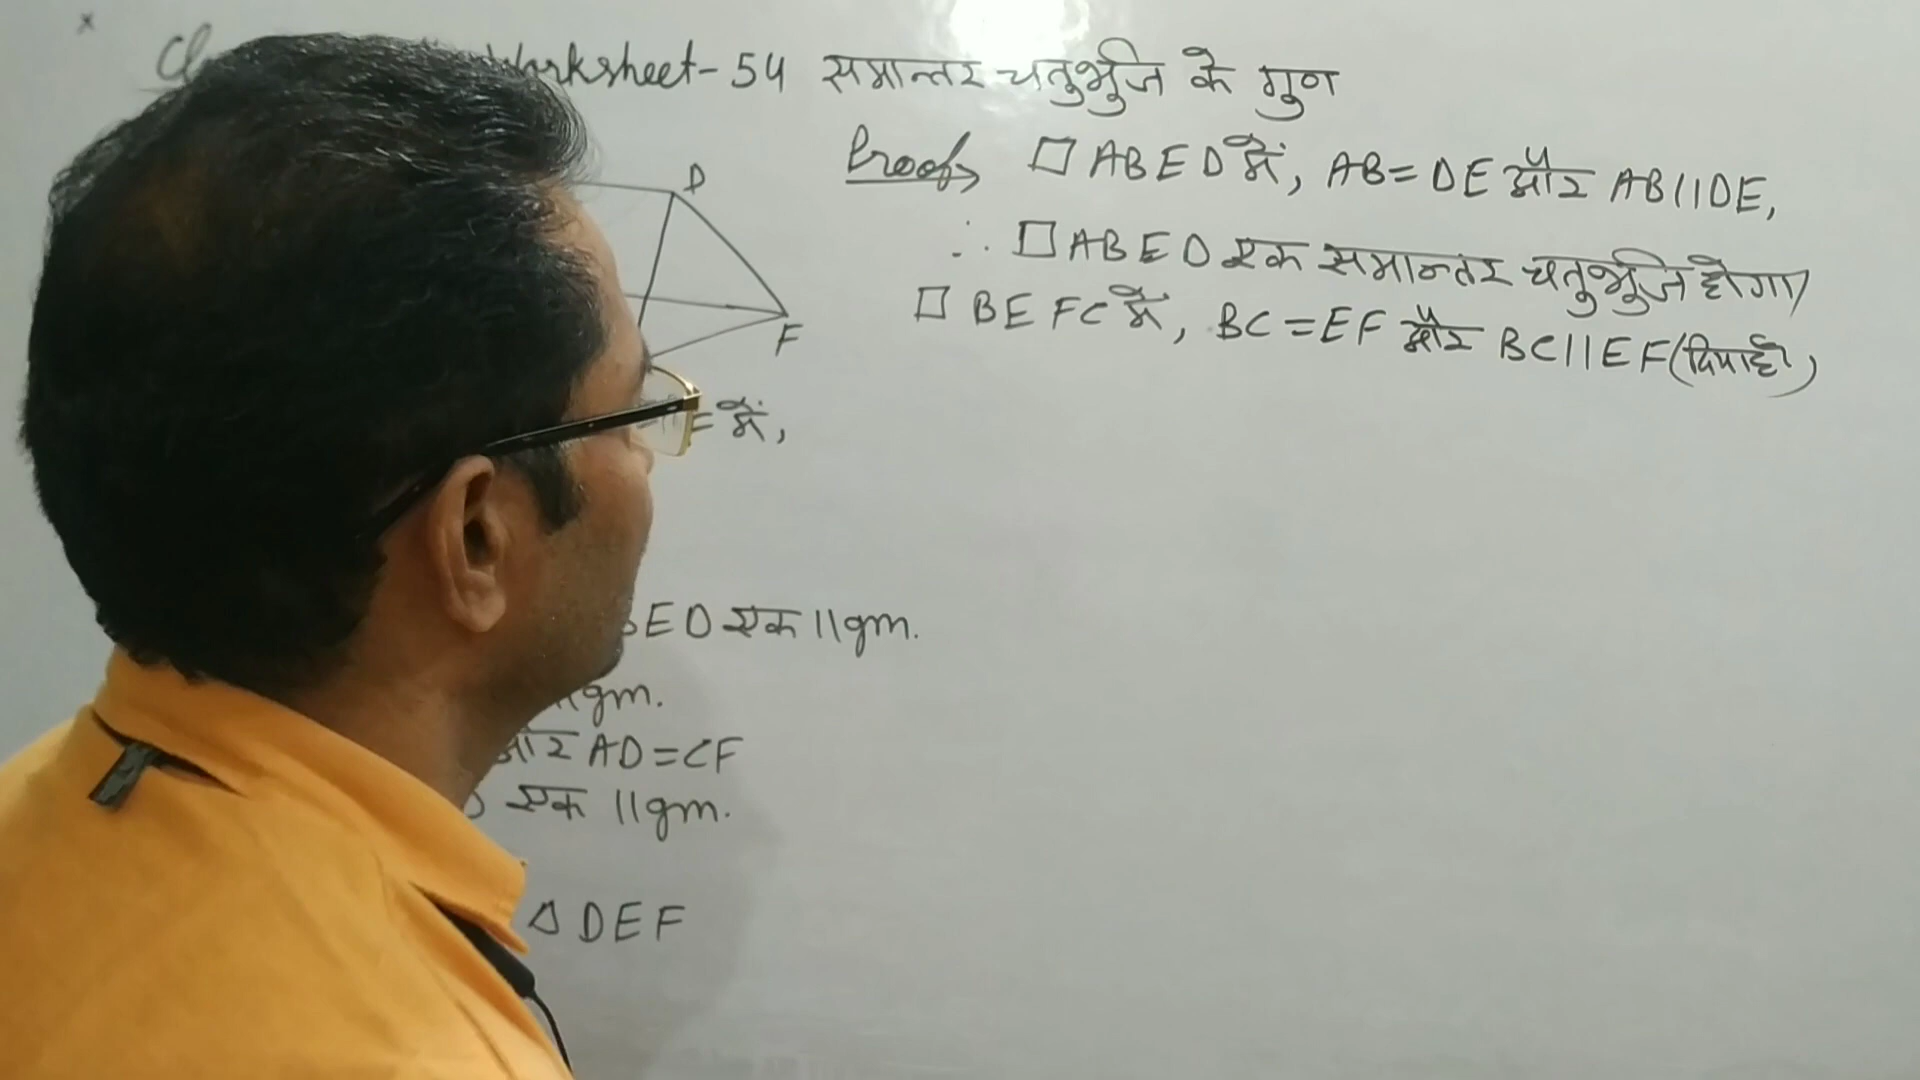 Worksheet-54 समान्तर चतुर्भुज के गुण
D
F
में,
BED एक ||gm.
||gm.
और AD=CF
एक ||gm.
Δ DEF
Proof→ □ ABED में, AB=DE और AB||DE,
∴ □ABED एक समान्तर चतुर्भुज होगा/
□ BEFC में, BC=EF और BC||EF(दिया है),